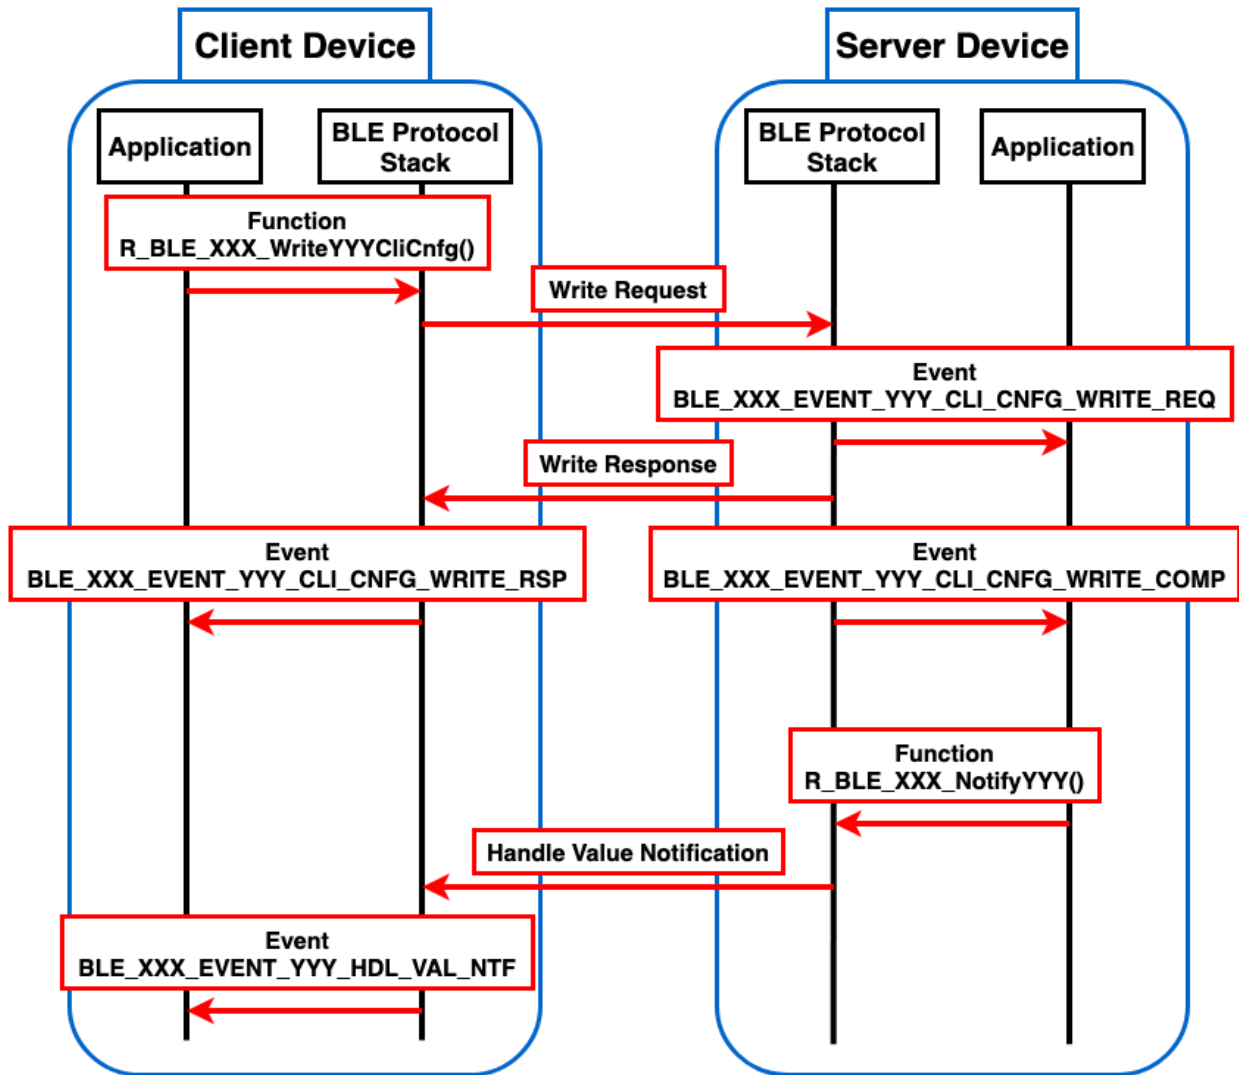 Client Device
Server Device
Application
BLE Protocol
Stack
BLE Protocol
Stack
Application
Function
R_BLE_XXX_WriteYYYCliCnfg()
Write Request
Event
BLE_XXX_EVENT_YYY_CLI_CNFG_WRITE_REQ
Write Response
Event
BLE_XXX_EVENT_YYY_CLI_CNFG_WRITE_RSP
Event
BLE_XXX_EVENT_YYY_CLI_CNFG_WRITE_COMP
Function
R_BLE_XXX_NotifyYYY()
Handle Value Notification
Event
BLE_XXX_EVENT_YYY_HDL_VAL_NTF